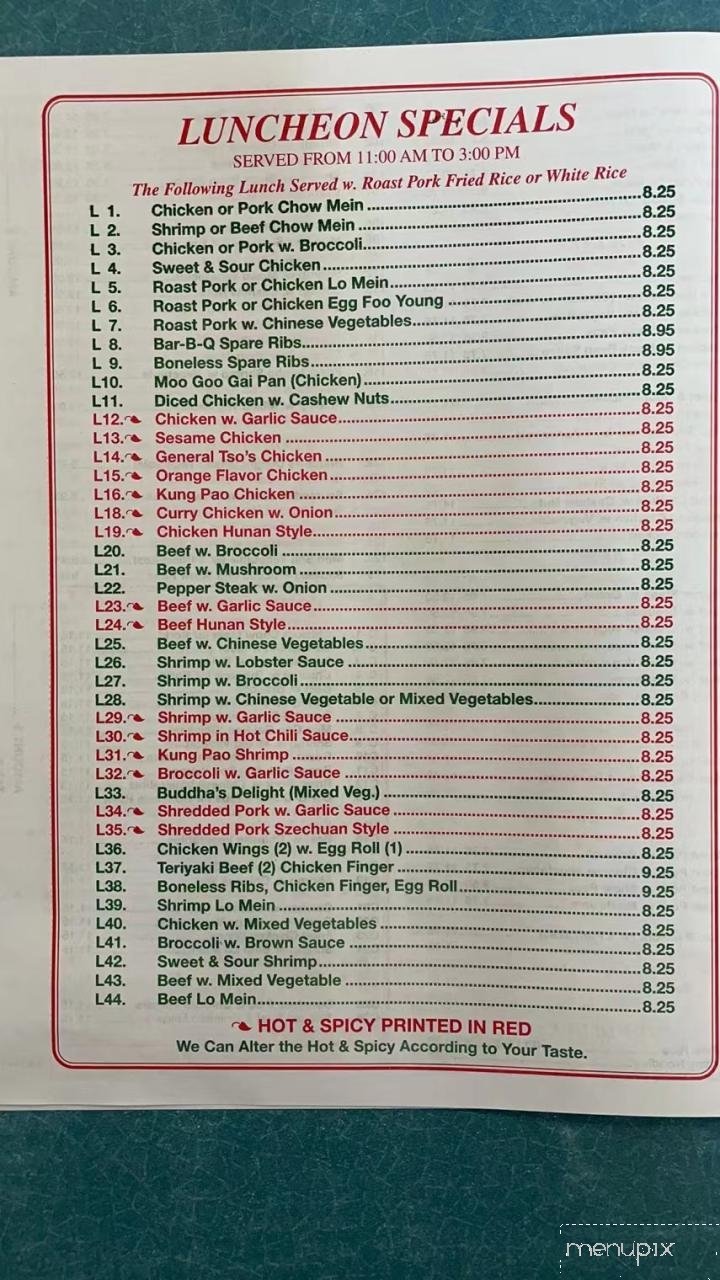 LUNCHEON SPECIALS
SERVED FROM 11:00 AM TO 3:00 PM
The Following Lunch Served w. Roast Pork Fried Rice or White Rice
L 1. Chicken or Pork Chow Mein 8.25
L 2. Shrimp or Beef Chow Mein 8.25
L 3. Chicken or Pork w. Broccoli 8.25
L 4. Sweet & Sour Chicken 8.25
L 5. Roast Pork or Chicken Lo Mein 8.25
L 6. Roast Pork or Chicken Egg Foo Young 8.25
L 7. Roast Pork w. Chinese Vegetables 8.25
L 8. Bar-B-Q Spare Ribs 8.95
L 9. Boneless Spare Ribs 8.95
L10. Moo Goo Gai Pan (Chicken) 8.25
L11. Diced Chicken w. Cashew Nuts 8.25
L12. Chicken w. Garlic Sauce 8.25
L13. Sesame Chicken 8.25
L14. General Tso's Chicken 8.25
L15. Orange Flavor Chicken 8.25
L16. Kung Pao Chicken 8.25
L18. Curry Chicken w. Onion 8.25
L19. Chicken Hunan Style 8.25
L20. Beef w. Broccoli 8.25
L21. Beef w. Mushroom 8.25
L22. Pepper Steak w. Onion 8.25
L23. Beef w. Garlic Sauce 8.25
L24. Beef Hunan Style 8.25
L25. Beef w. Chinese Vegetables 8.25
L26. Shrimp w. Lobster Sauce 8.25
L27. Shrimp w. Broccoli 8.25
L28. Shrimp w. Chinese Vegetable or Mixed Vegetables 8.25
L29. Shrimp w. Garlic Sauce 8.25
L30. Shrimp in Hot Chili Sauce 8.25
L31. Kung Pao Shrimp 8.25
L32. Broccoli w. Garlic Sauce 8.25
L33. Buddha's Delight (Mixed Veg.) 8.25
L34. Shredded Pork w. Garlic Sauce 8.25
L35. Shredded Pork Szechuan Style 8.25
L36. Chicken Wings (2) w. Egg Roll (1) 8.25
L37. Teriyaki Beef (2) Chicken Finger 9.25
L38. Boneless Ribs, Chicken Finger, Egg Roll 9.25
L39. Shrimp Lo Mein 8.25
L40. Chicken w. Mixed Vegetables 8.25
L41. Broccoli w. Brown Sauce 8.25
L42. Sweet & Sour Shrimp 8.25
L43. Beef w. Mixed Vegetable 8.25
L44. Beef Lo Mein 8.25
HOT & SPICY PRINTED IN RED
We Can Alter the Hot & Spicy According to Your Taste.
menupix